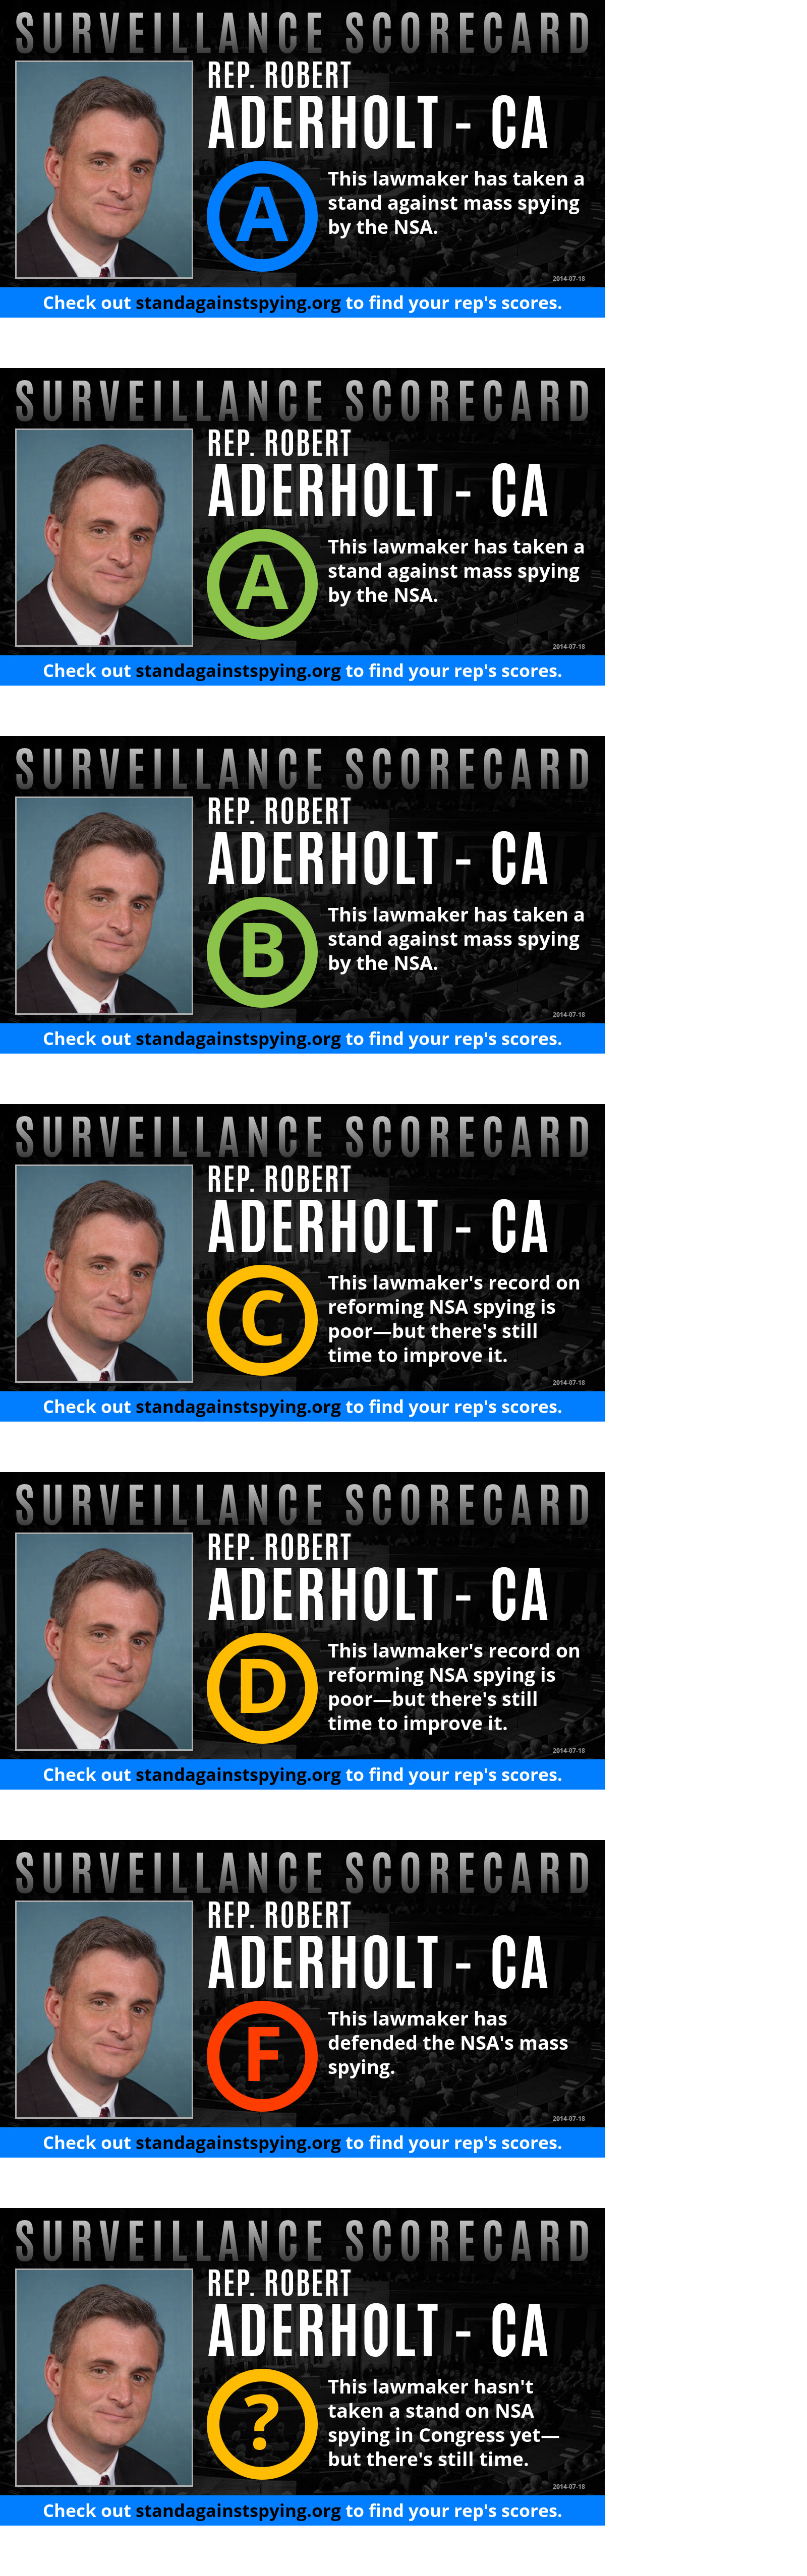 SURVEILLANCE SCORECARD
REP. ROBERT
ADERHOLT - CA
A
This lawmaker has taken a
stand against mass spying
by the NSA.
2014-07-18
Check out standagainstspying.org to find your rep's scores.
SURVEILLANCE SCORECARD
REP. ROBERT
ADERHOLT - CA
A
This lawmaker has taken a
stand against mass spying
by the NSA.
2014-07-18
Check out standagainstspying.org to find your rep's scores.
SURVEILLANCE SCORECARD
REP. ROBERT
ADERHOLT - CA
B
This lawmaker has taken a
stand against mass spying
by the NSA.
2014-07-18
Check out standagainstspying.org to find your rep's scores.
SURVEILLANCE SCORECARD
REP. ROBERT
ADERHOLT - CA
C
This lawmaker's record on
reforming NSA spying is
poor—but there's still
time to improve it.
2014-07-18
Check out standagainstspying.org to find your rep's scores.
SURVEILLANCE SCORECARD
REP. ROBERT
ADERHOLT - CA
D
This lawmaker's record on
reforming NSA spying is
poor—but there's still
time to improve it.
2014-07-18
Check out standagainstspying.org to find your rep's scores.
SURVEILLANCE SCORECARD
REP. ROBERT
ADERHOLT - CA
F
This lawmaker has
defended the NSA's mass
spying.
2014-07-18
Check out standagainstspying.org to find your rep's scores.
SURVEILLANCE SCORECARD
REP. ROBERT
ADERHOLT - CA
?
This lawmaker hasn't
taken a stand on NSA
spying in Congress yet—
but there's still time.
2014-07-18
Check out standagainstspying.org to find your rep's scores.